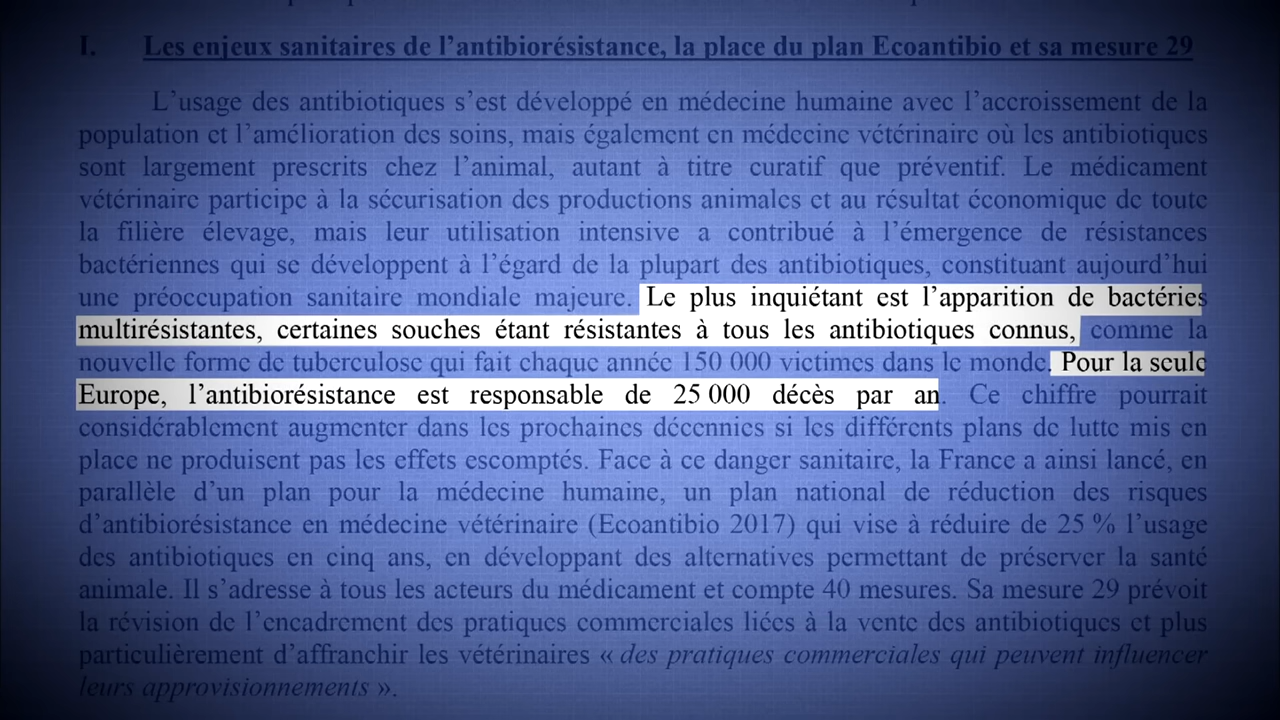 I. Les enjeux sanitaires de l'antibiorésistance, la place du plan Ecoantibio et sa mesure 29
L'usage des antibiotiques s'est développé en médecine humaine avec l'accroissement de la
population et l'amélioration des soins, mais également en médecine vétérinaire où les antibiotiques
sont largement prescrits chez l'animal, autant à titre curatif que préventif. Le médicament
vétérinaire participe à la sécurisation des productions animales et au résultat économique de toute
la filière élevage, mais leur utilisation intensive a contribué à l'émergence de résistances
bactériennes qui se développent à l'égard de la plupart des antibiotiques, constituant aujourd'hui
une préoccupation sanitaire mondiale majeure. Le plus inquiétant est l'apparition de bactéries
multirésistantes, certaines souches étant résistantes à tous les antibiotiques connus, comme la
nouvelle forme de tuberculose qui fait chaque année 150 000 victimes dans le monde. Pour la seule
Europe, l'antibiorésistance est responsable de 25 000 décès par an. Ce chiffre pourrait
considérablement augmenter dans les prochaines décennies si les différents plans de lutte mis en
place ne produisent pas les effets escomptés. Face à ce danger sanitaire, la France a ainsi lancé, en
parallèle d'un plan pour la médecine humaine, un plan national de réduction des risques
d'antibiorésistance en médecine vétérinaire (Ecoantibio 2017) qui vise à réduire de 25 % l'usage
des antibiotiques en cinq ans, en développant des alternatives permettant de préserver la santé
animale. Il s'adresse à tous les acteurs du médicament et compte 40 mesures. Sa mesure 29 prévoit
la révision de l'encadrement des pratiques commerciales liées à la vente des antibiotiques et plus
particulièrement d'affranchir les vétérinaires « des pratiques commerciales qui peuvent influencer
leurs approvisionnements ».